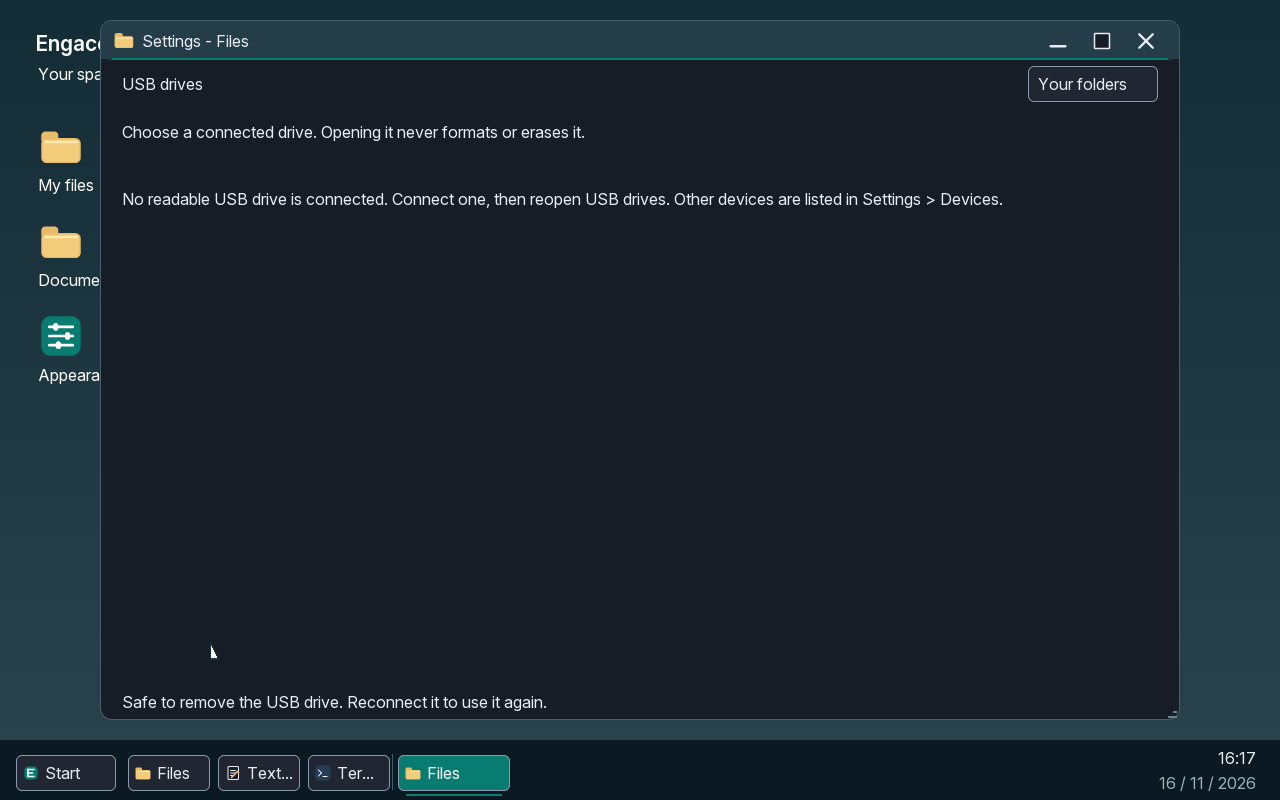 Settings - Files
Engac
Your spa
USB drives
Your folders
Choose a connected drive. Opening it never formats or erases it.
My files
No readable USB drive is connected. Connect one, then reopen USB drives. Other devices are listed in Settings > Devices.
Docume
Appeara
Safe to remove the USB drive. Reconnect it to use it again.
Start
Files
Text...
Ter...
Files
16:17
16 / 11 / 2026